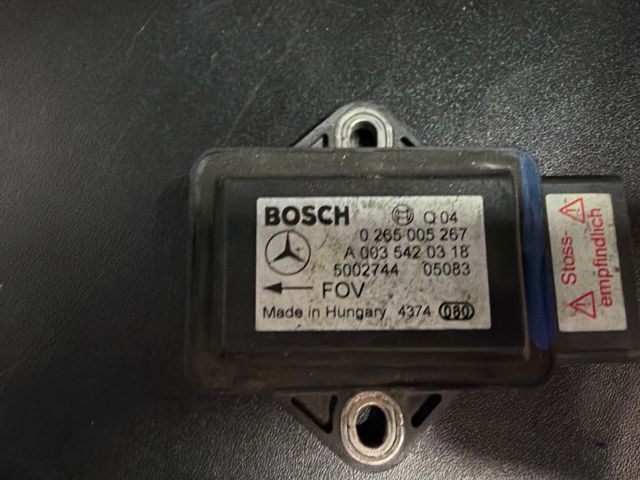 BOSCH Q 04
0 265 005 267
A 003 542 03 18
5002744 05083
FOV
Made in Hungary 4374 080
Stoss-
empfindlich